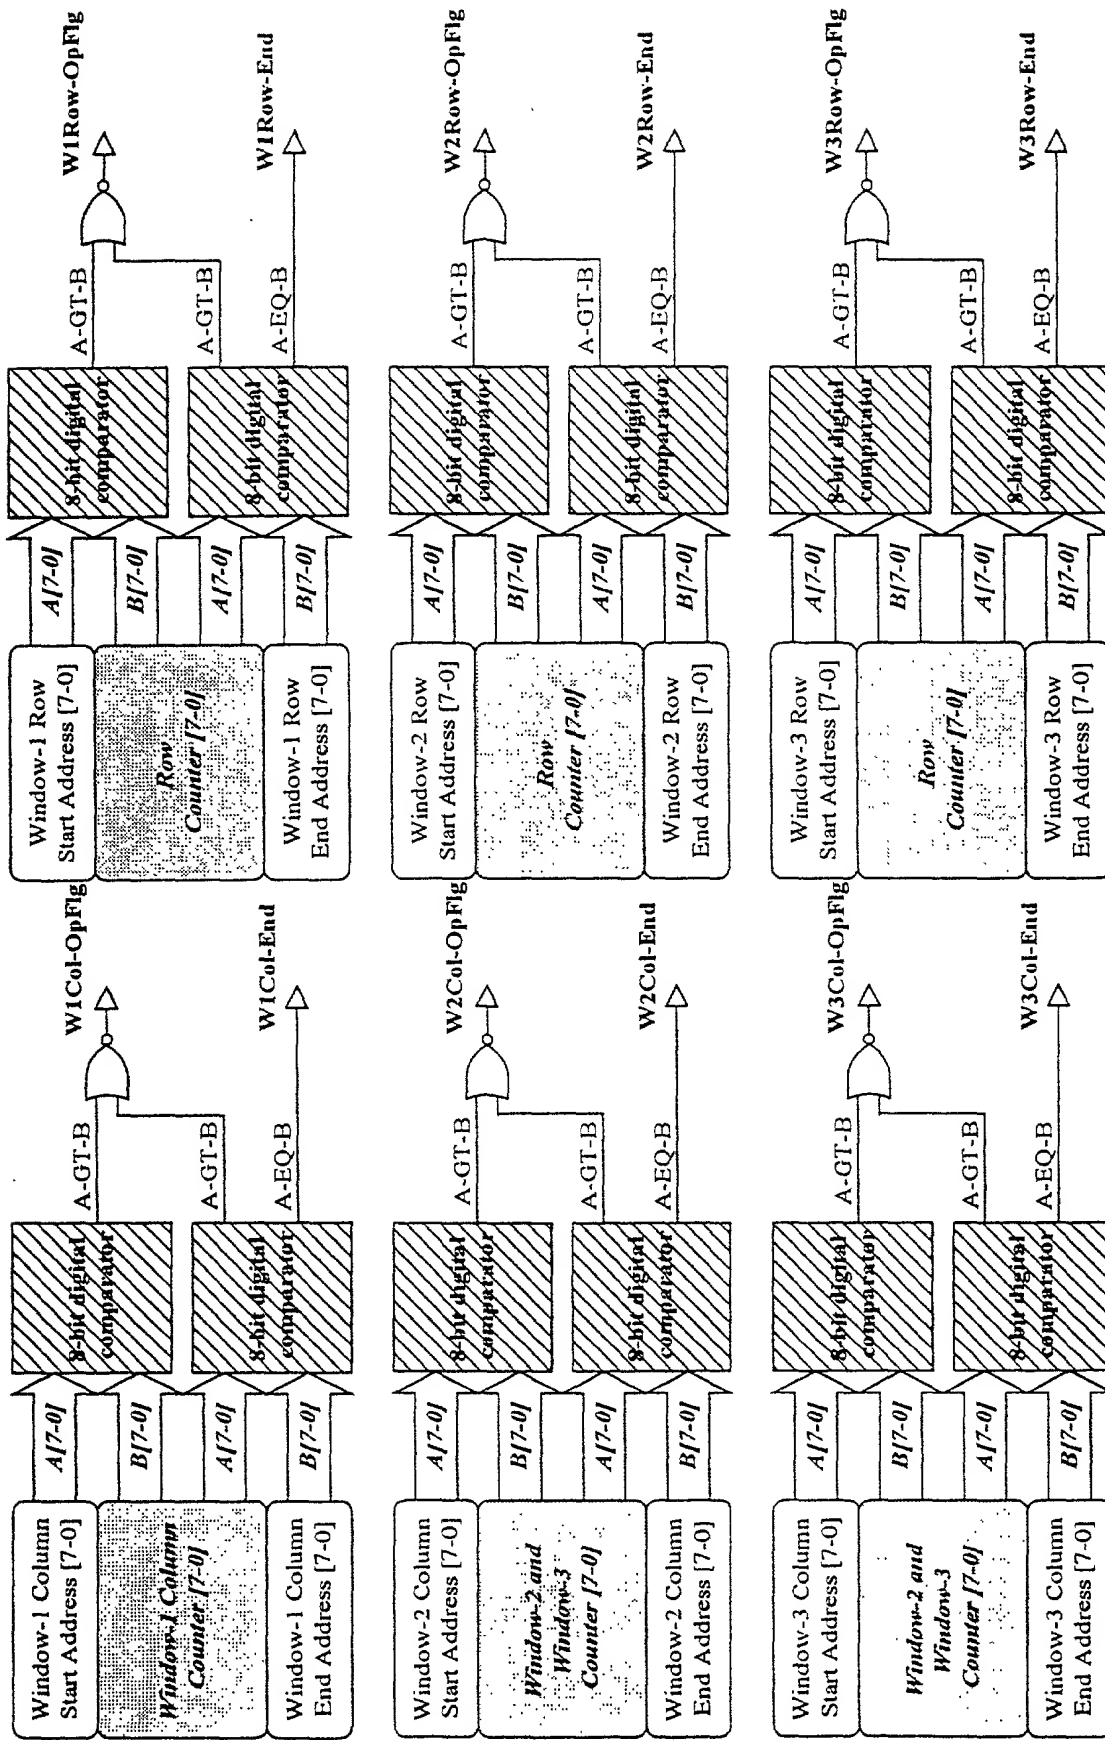 Window-1 Column
Start Address [7-0]
Window-1 Column
Counter [7-0]
Window-1 Column
End Address [7-0]
A[7-0]
B[7-0]
A[7-0]
B[7-0]
8-bit digital
comparator
8-bit digital
comparator
A-GT-B
A-GT-B
A-EQ-B
W1Col-OpFlg
W1Col-End
Window-1 Row
Start Address [7-0]
Row
Counter [7-0]
Window-1 Row
End Address [7-0]
A[7-0]
B[7-0]
A[7-0]
B[7-0]
8-bit digital
comparator
8-bit digital
comparator
A-GT-B
A-GT-B
A-EQ-B
W1Row-OpFlg
W1Row-End
Window-2 Column
Start Address [7-0]
Window-2 and
Window-3
Counter [7-0]
Window-2 Column
End Address [7-0]
A[7-0]
B[7-0]
A[7-0]
B[7-0]
8-bit digital
comparator
8-bit digital
comparator
A-GT-B
A-GT-B
A-EQ-B
W2Col-OpFlg
W2Col-End
Window-2 Row
Start Address [7-0]
Row
Counter [7-0]
Window-2 Row
End Address [7-0]
A[7-0]
B[7-0]
A[7-0]
B[7-0]
8-bit digital
comparator
8-bit digital
comparator
A-GT-B
A-GT-B
A-EQ-B
W2Row-OpFlg
W2Row-End
Window-3 Column
Start Address [7-0]
Window-2 and
Window-3
Counter [7-0]
Window-3 Column
End Address [7-0]
A[7-0]
B[7-0]
A[7-0]
B[7-0]
8-bit digital
comparator
8-bit digital
comparator
A-GT-B
A-GT-B
A-EQ-B
W3Col-OpFlg
W3Col-End
Window-3 Row
Start Address [7-0]
Row
Counter [7-0]
Window-3 Row
End Address [7-0]
A[7-0]
B[7-0]
A[7-0]
B[7-0]
8-bit digital
comparator
8-bit digital
comparator
A-GT-B
A-GT-B
A-EQ-B
W3Row-OpFlg
W3Row-End